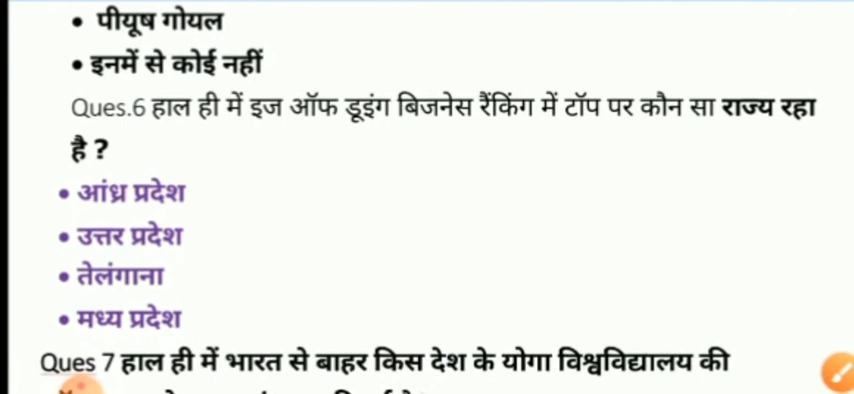 • पीयूष गोयल
• इनमें से कोई नहीं
Ques.6 हाल ही में इज ऑफ डूइंग बिजनेस रैंकिंग में टॉप पर कौन सा राज्य रहा
है ?
• आंध्र प्रदेश
• उत्तर प्रदेश
• तेलंगाना
• मध्य प्रदेश
Ques 7 हाल ही में भारत से बाहर किस देश के योगा विश्वविद्यालय की